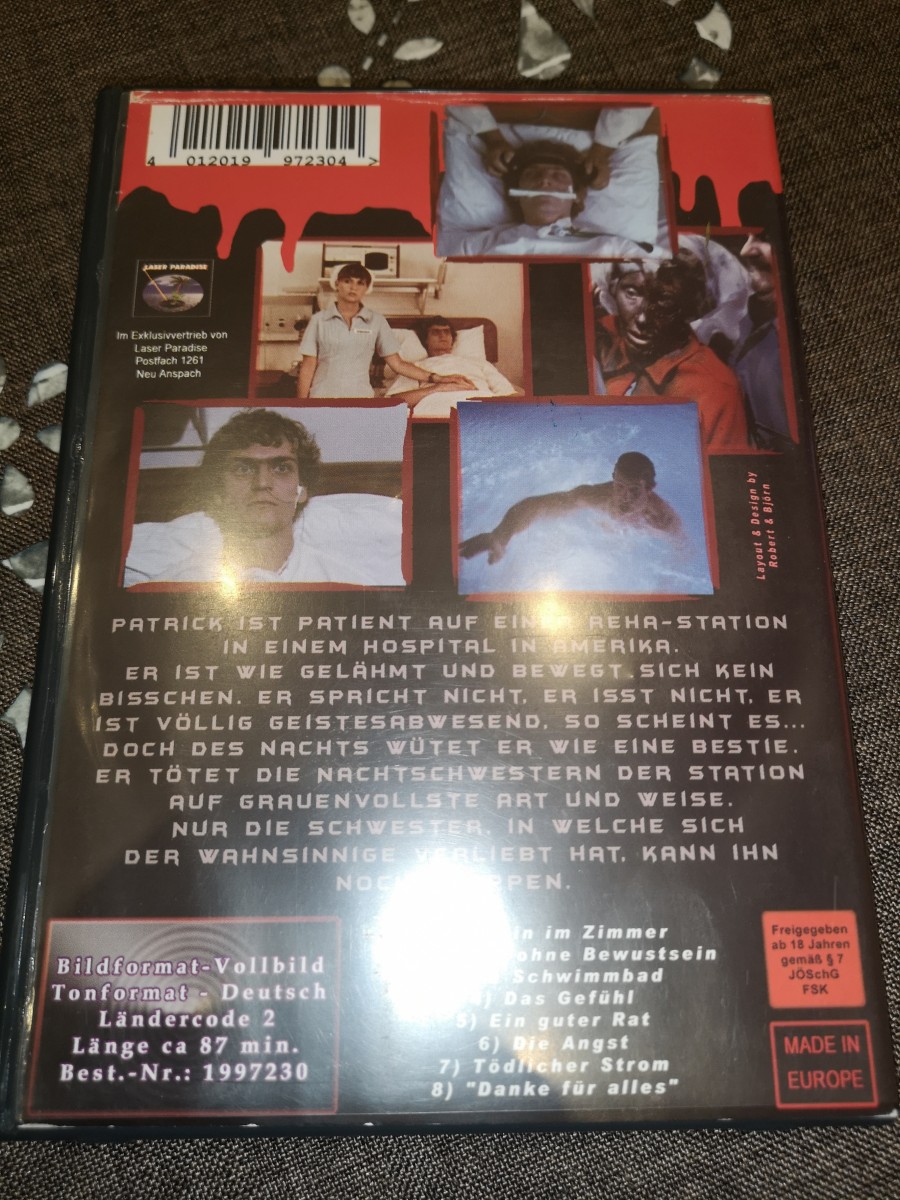 4 012019 972304 >
LASER PARADISE
Im Exklusivvertrieb von
Laser Paradise
Postfach 1261
Neu Anspach
Layout & Design by
Robert & Björn
PATRICK IST PATIENT AUF REHA-STATION
IN EINEM HOSPITAL IN AMERIKA.
ER IST WIE GELÄHMT UND BEWEGT SICH KEIN
BISSCHEN. ER SPRICHT NICHT, ER ISST NICHT, ER
IST VÖLLIG GEISTESABWESEND, SO SCHEINT ES...
DOCH DES NACHTS WÜTET ER WIE EINE BESTIE.
ER TÖTET DIE NACHTSCHWESTERN DER STATION
AUF GRAUENVOLLSTE ART UND WEISE.
NUR DIE SCHWESTER, IN WELCHE SICH
DER WAHNSINNIGE VERLIEBT HAT, KANN IHN
Bildformat-Vollbild
Tonformat - Deutsch
Ländercode 2
Länge ca 87 min.
Best.-Nr.: 1997230
im Zimmer
ohne Bewustsein
Schwimmbad
Das Gefühl
5) Ein guter Rat
6) Die Angst
7) Tödlicher Strom
8) "Danke für alles"
Freigegeben
ab 18 Jahren
gemäß § 7
JÖSchG
FSK
MADE IN
EUROPE